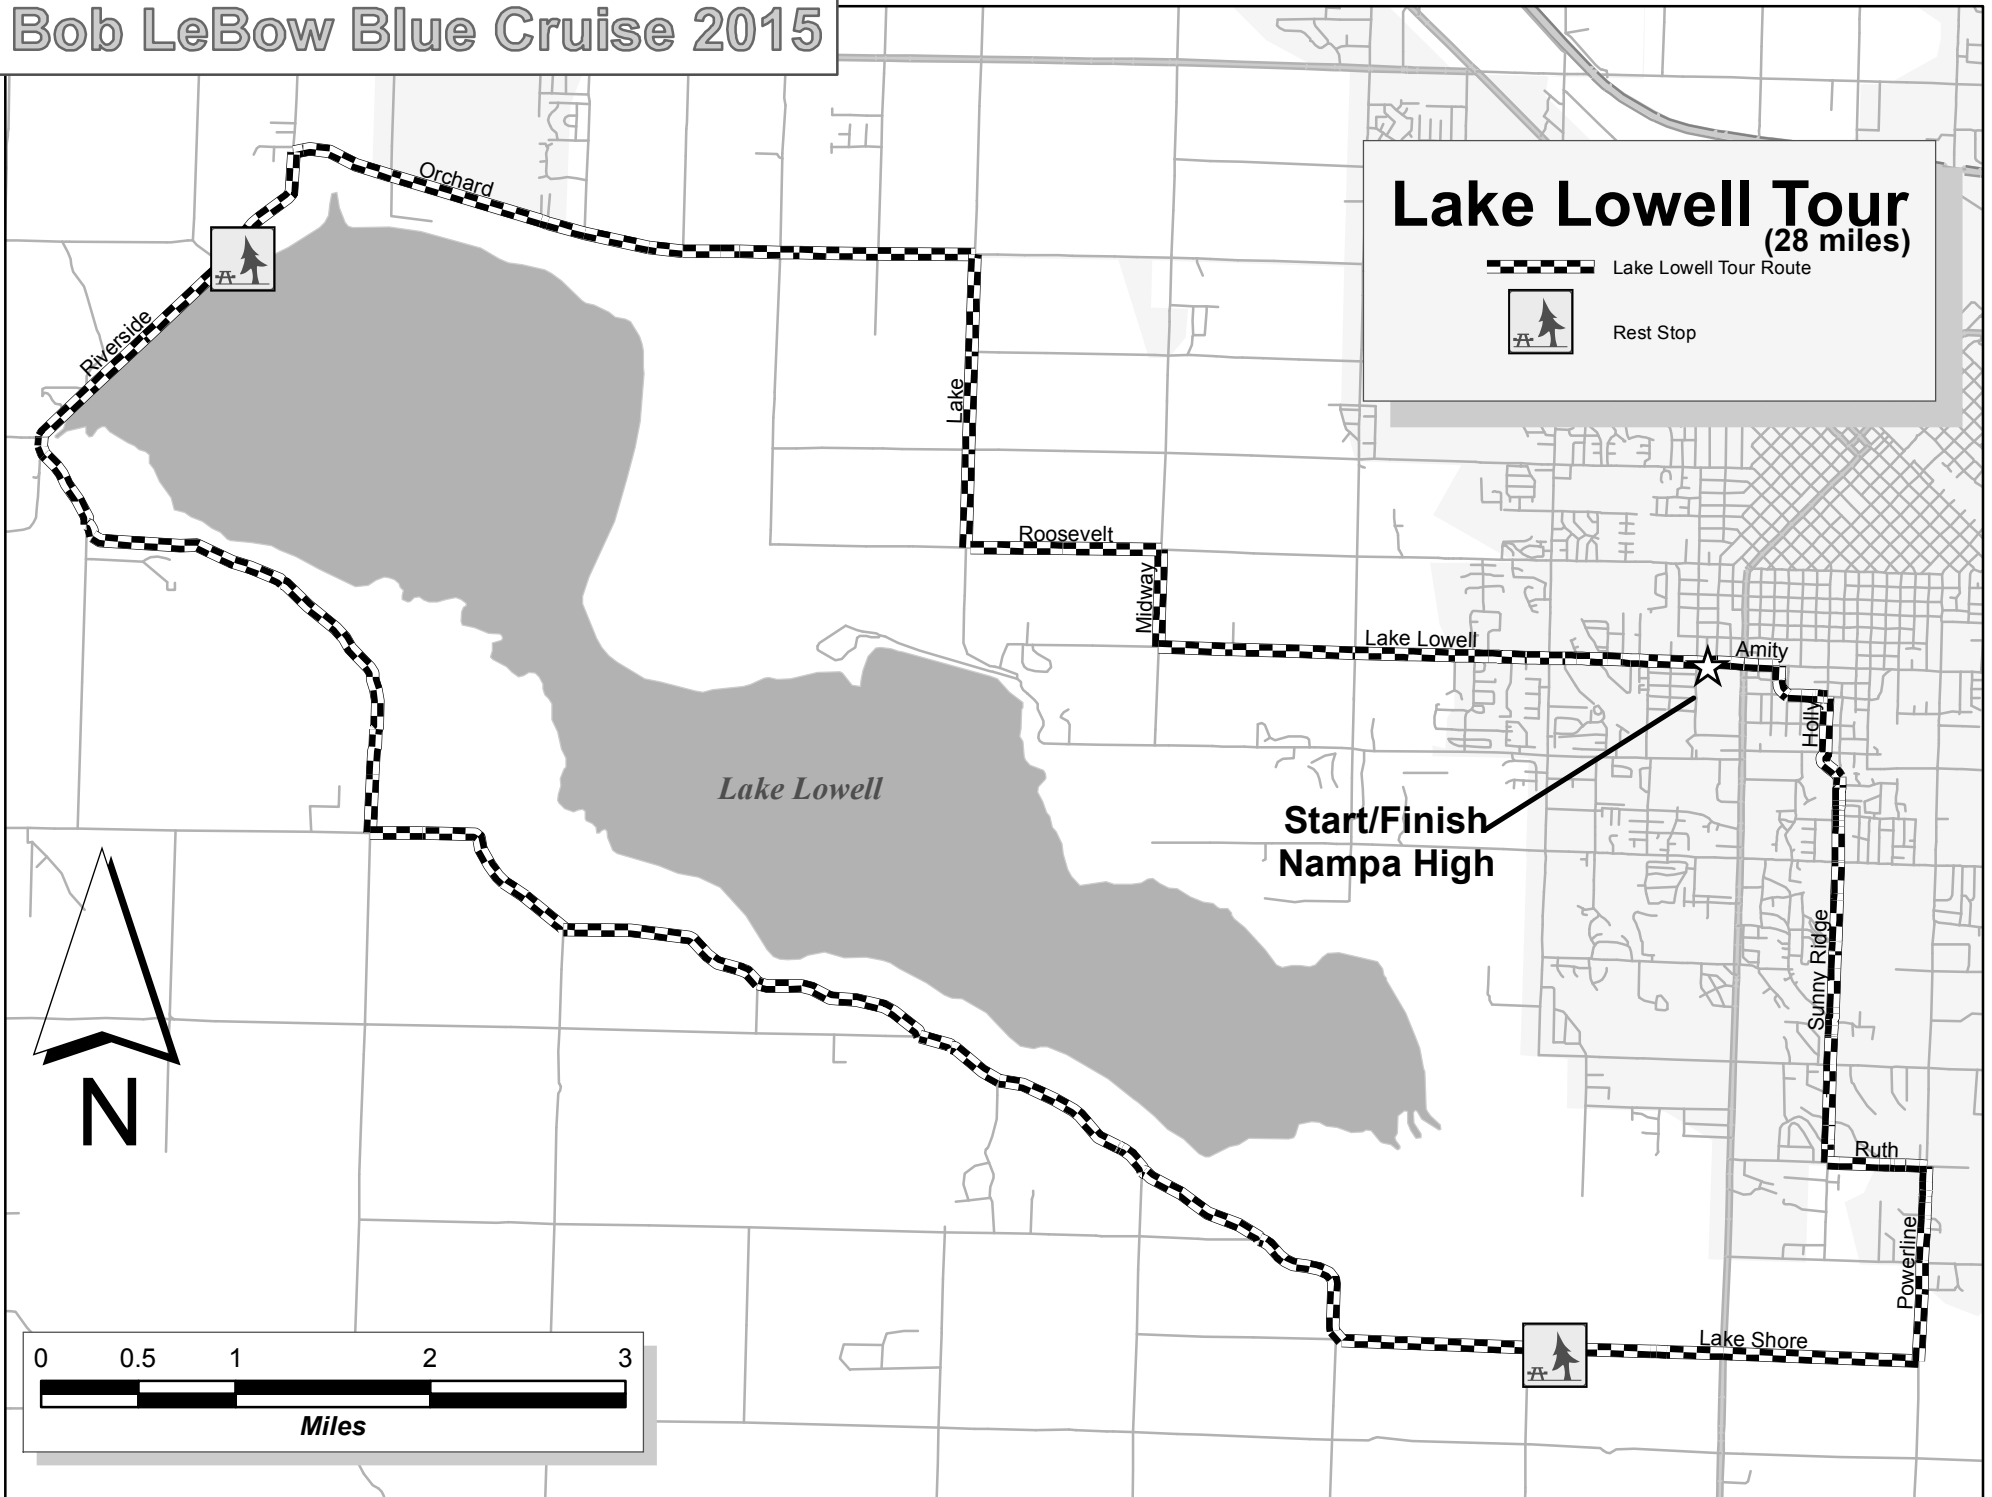 Bob LeBow Blue Cruise 2015
Lake Lowell Tour
(28 miles)
Lake Lowell Tour Route
Rest Stop
Orchard
Riverside
Lake
Roosevelt
Midway
Lake Lowell
Amity
Holly
Lake Lowell
Start/Finish
Nampa High
Sunny Ridge
N
Ruth
Powerline
Lake Shore
0 0.5 1 2 3
Miles